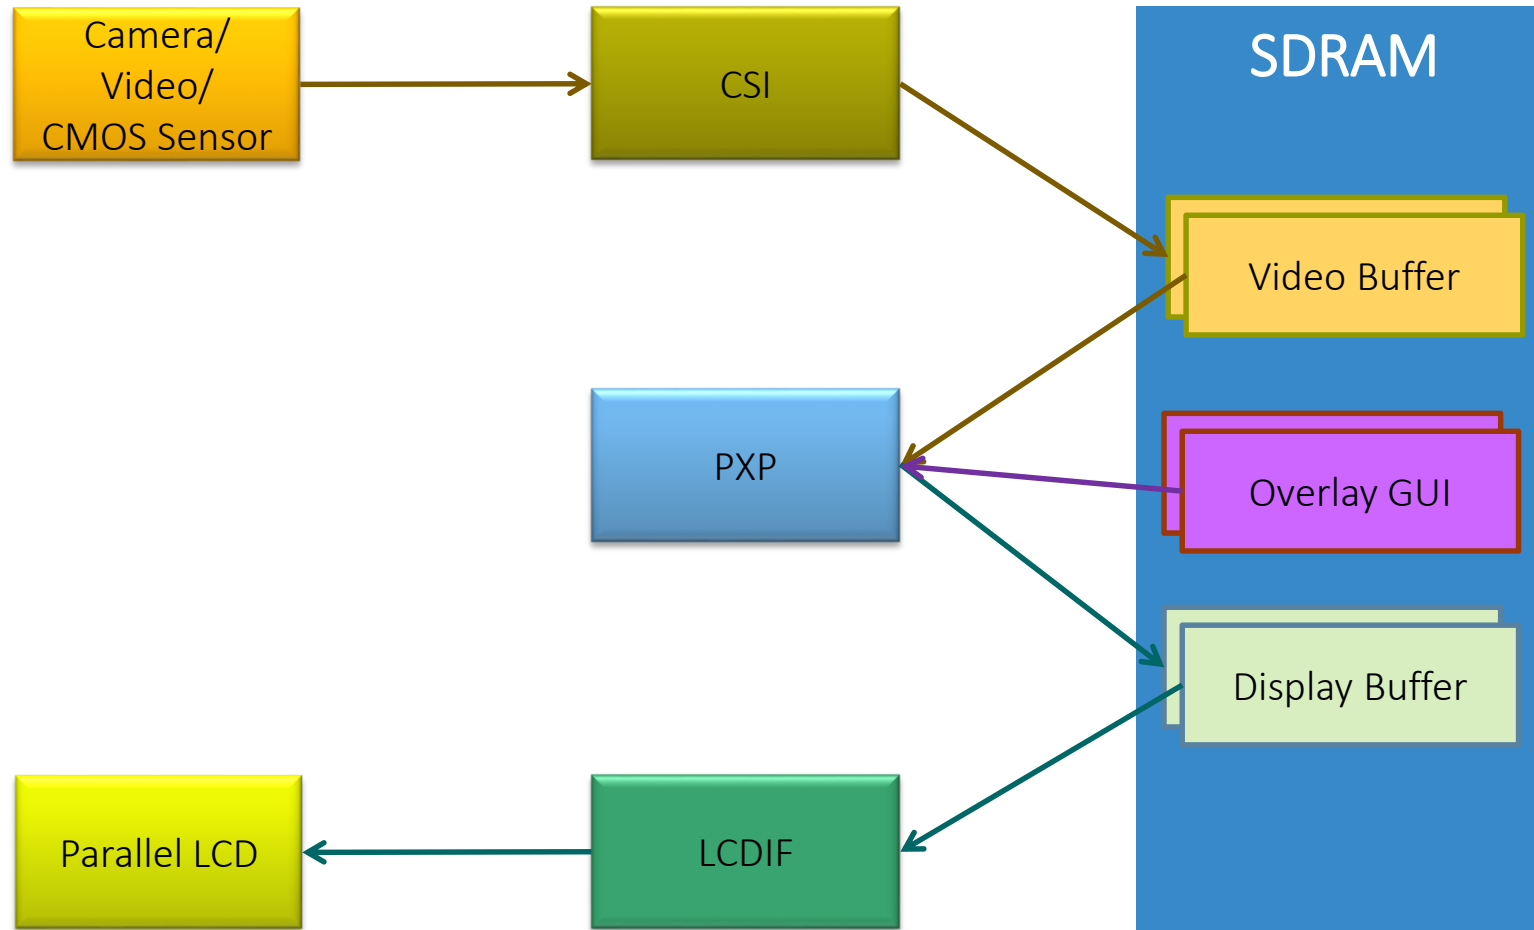 Camera/
Video/
CMOS Sensor
CSI
SDRAM
Video Buffer
PXP
Overlay GUI
Display Buffer
Parallel LCD
LCDIF